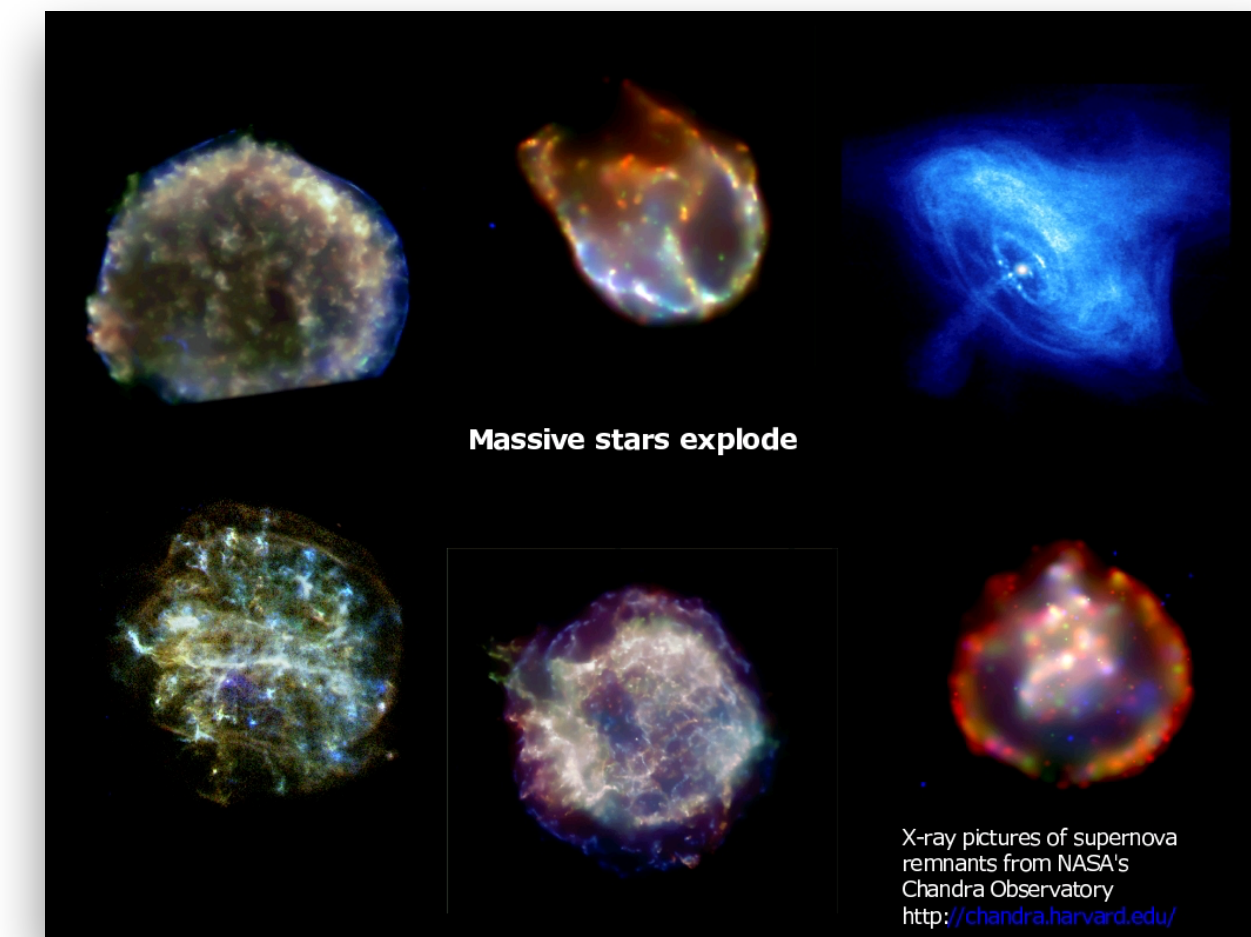 Massive stars explode
X-ray pictures of supernova
remnants from NASA's
Chandra Observatory
http://chandra.harvard.edu/